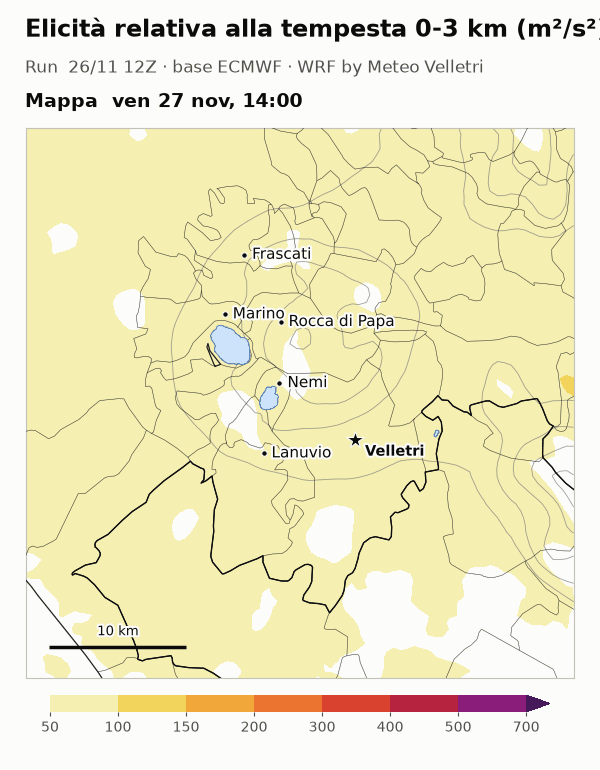 Elicità relativa alla tempesta 0-3 km (m²/s²)
Run  26/11 12Z · base ECMWF · WRF by Meteo Velletri
Mappa  ven 27 nov, 14:00
Frascati
Marino
Rocca di Papa
Nemi
Velletri
Lanuvio
10 km
50 100 150 200 300 400 500 700